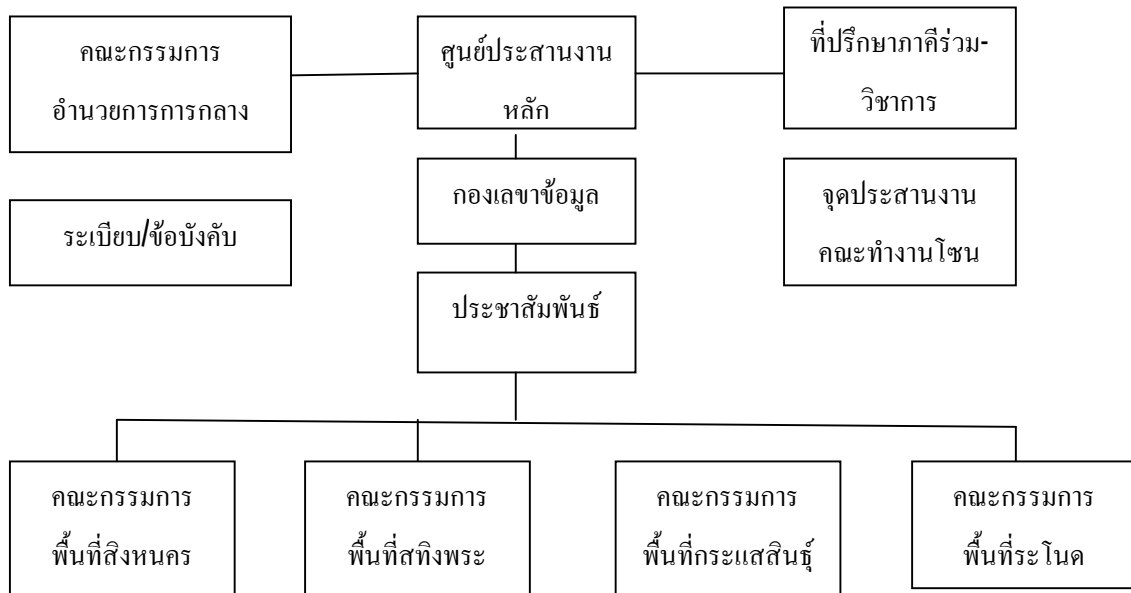 คณะกรรมการ
อำนวยการการกลาง
ศูนย์ประสานงาน
หลัก
ที่ปรึกษาภาคีร่วม-
วิชาการ
ระเบียบ/ข้อบังคับ
กองเลขาข้อมูล
จุดประสานงาน
คณะทำงานโซน
ประชาสัมพันธ์
คณะกรรมการ
พื้นที่สิงหนคร
คณะกรรมการ
พื้นที่สทิงพระ
คณะกรรมการ
พื้นที่กระแสสินธุ์
คณะกรรมการ
พื้นที่ระโนด